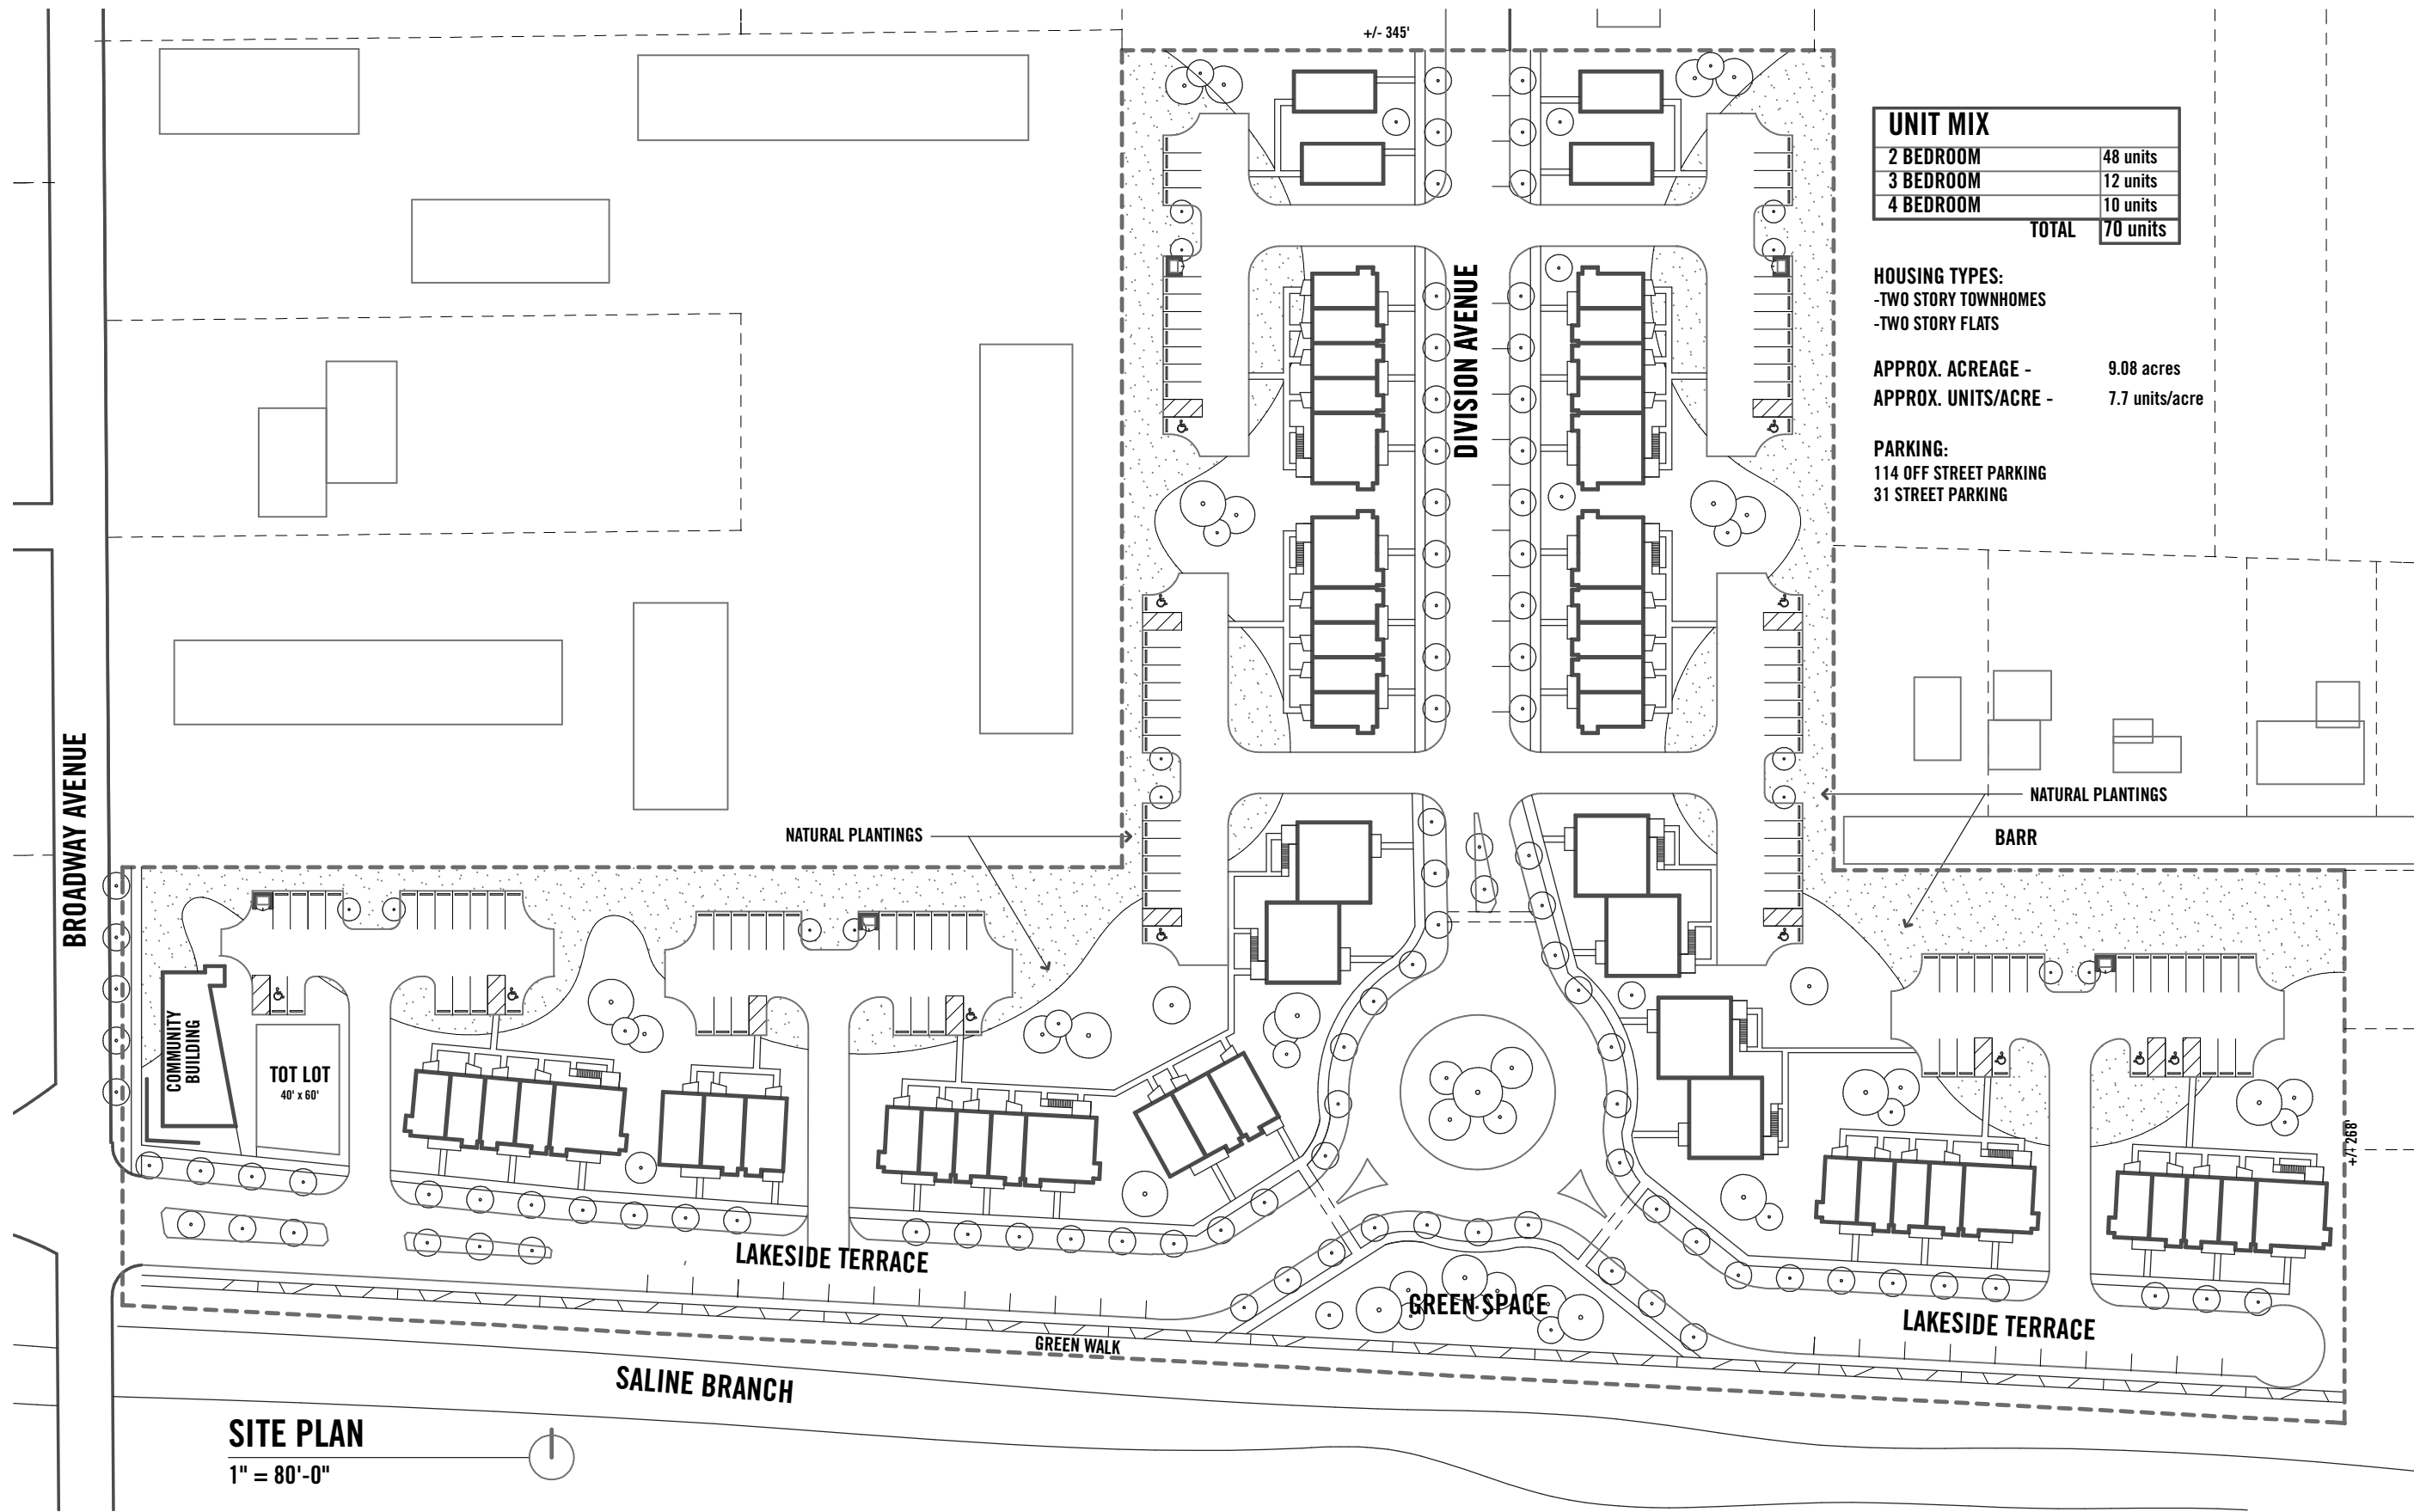 +/- 345'
UNIT MIX
2 BEDROOM 48 units
3 BEDROOM 12 units
4 BEDROOM 10 units
TOTAL 70 units
HOUSING TYPES:
-TWO STORY TOWNHOMES
-TWO STORY FLATS
APPROX. ACREAGE - 9.08 acres
APPROX. UNITS/ACRE - 7.7 units/acre
PARKING:
114 OFF STREET PARKING
31 STREET PARKING
DIVISION AVENUE
BROADWAY AVENUE
NATURAL PLANTINGS
NATURAL PLANTINGS
BARR
COMMUNITY
BUILDING
TOT LOT
40' x 60'
+/- 268'
LAKESIDE TERRACE
GREEN SPACE
LAKESIDE TERRACE
GREEN WALK
SALINE BRANCH
SITE PLAN
1" = 80'-0"